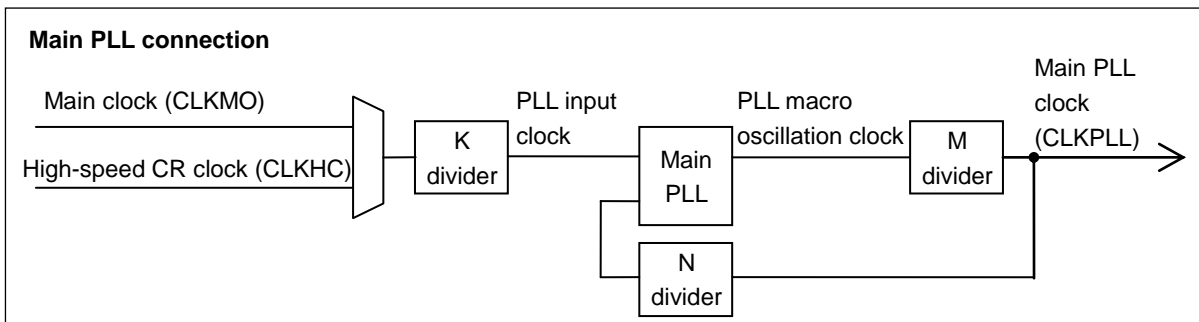 Main PLL connection
Main clock (CLKMO)
High-speed CR clock (CLKHC)
K
divider
PLL input
clock
Main
PLL
PLL macro
oscillation clock
N
divider
M
divider
Main PLL
clock
(CLKPLL)